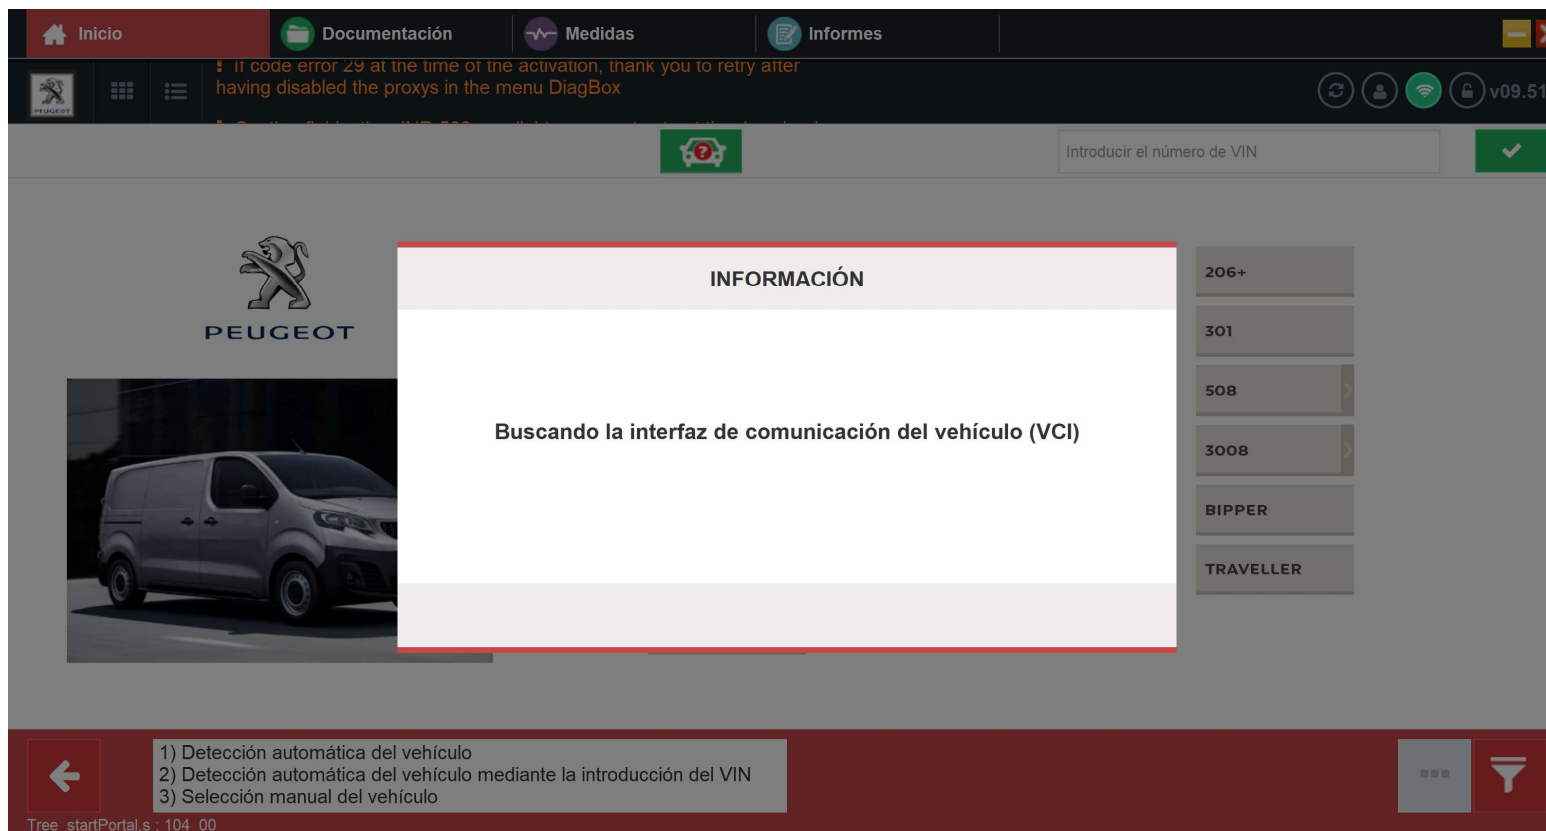 Inicio
Documentación
Medidas
Informes
! If code error 29 at the time of the activation, thank you to retry after
having disabled the proxys in the menu DiagBox
PEUGEOT
v09.51
Introducir el número de VIN
INFORMACIÓN
PEUGEOT
Buscando la interfaz de comunicación del vehículo (VCI)
206+
301
508
3008
BIPPER
TRAVELLER
1) Detección automática del vehículo
2) Detección automática del vehículo mediante la introducción del VIN
3) Selección manual del vehículo
Tree_startPortal.s : 104_00